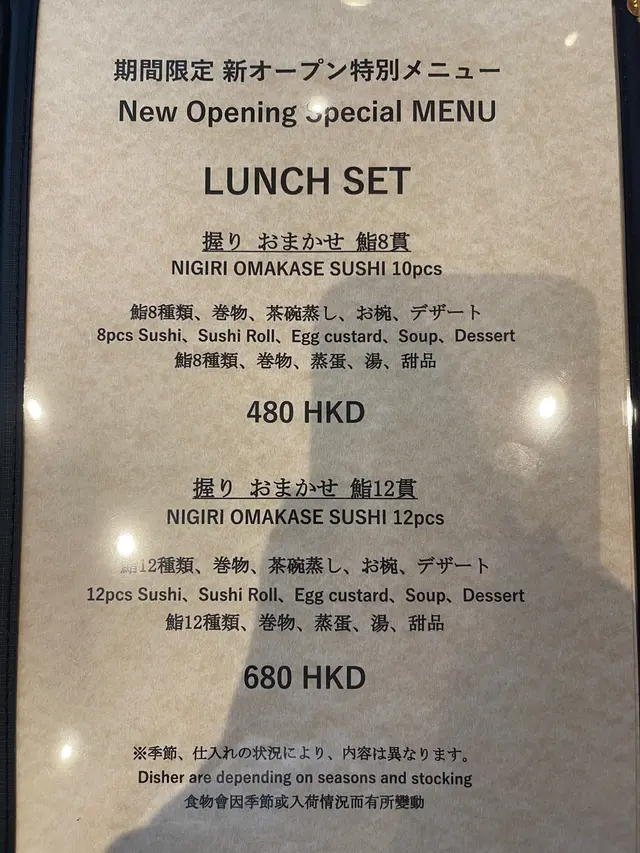 期間限定 新オープン特別メニュー
New Opening Special MENU
LUNCH SET
握り おまかせ 鮨8貫
NIGIRI OMAKASE SUSHI 10pcs
鮨8種類、巻物、茶碗蒸し、お椀、デザート
8pcs Sushi、Sushi Roll、Egg custard、Soup、Dessert
鮨8種類、巻物、蒸蛋、湯、甜品
480 HKD
握り おまかせ 鮨12貫
NIGIRI OMAKASE SUSHI 12pcs
鮨12種類、巻物、茶碗蒸し、お椀、デザート
12pcs Sushi、Sushi Roll、Egg custard、Soup、Dessert
鮨12種類、巻物、蒸蛋、湯、甜品
680 HKD
※季節、仕入れの状況により、内容は異なります。
Disher are depending on seasons and stocking
食物會因季節或入荷情況而有所變動